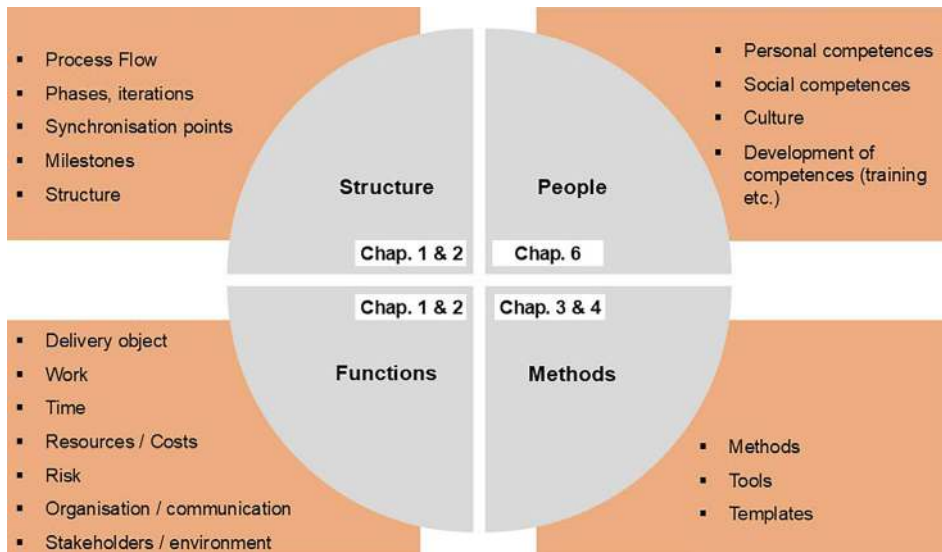 Process Flow
Phases, iterations
Synchronisation points
Milestones
Structure
Personal competences
Social competences
Culture
Development of
competences (training
etc.)
Structure
People
Chap. 1 & 2
Chap. 6
Chap. 1 & 2
Chap. 3 & 4
Functions
Methods
Delivery object
Work
Time
Resources / Costs
Risk
Organisation / communication
Stakeholders / environment
Methods
Tools
Templates